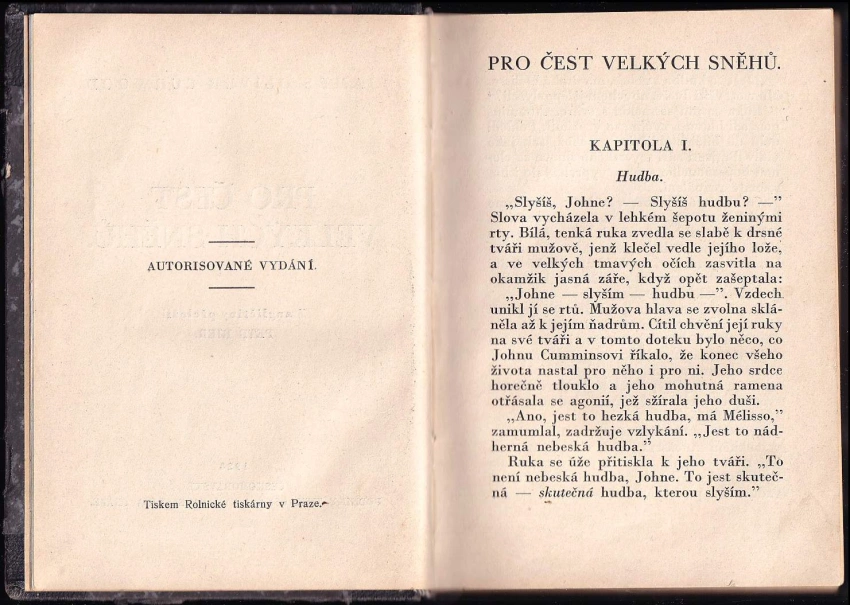 AUTORISOVANÉ VYDÁNÍ.
Tiskem Rolnické tiskárny v Praze.
PRO ČEST VELKÝCH SNĚHŮ.
KAPITOLA I.
Hudba.
„Slyšíš, Johne? — Slyšíš hudbu? —”
Slova vycházela v lehkém šepotu ženinými
rty. Bílá, tenká ruka zvedla se slabě k drsné
tváři mužově, jenž klečel vedle jejího lože,
a ve velkých tmavých očích zasvitla na
okamžik jasná záře, když opět zašeptala:
„Johne — slyším — hudbu —”. Vzdech
unikl jí se rtů. Mužova hlava se zvolna sklá-
něla až k jejím ňadrům. Cítil chvění její ruky
na své tváři a v tomto doteku bylo něco, co
Johnu Cumminsovi říkalo, že konec všeho
života nastal pro něho i pro ni. Jeho srdce
horečně tlouklo a jeho mohutná ramena
otřásala se agonií, jež sžírala jeho duši.
„Ano, jest to hezká hudba, má Mélisso,”
zamumlal, zadržuje vzlykání. „Jest to nád-
herná nebeská hudba.”
Ruka se úže přitiskla k jeho tváři. „To
není nebeská hudba, Johne. To jest skuteč-
ná — skutečná hudba, kterou slyším.”